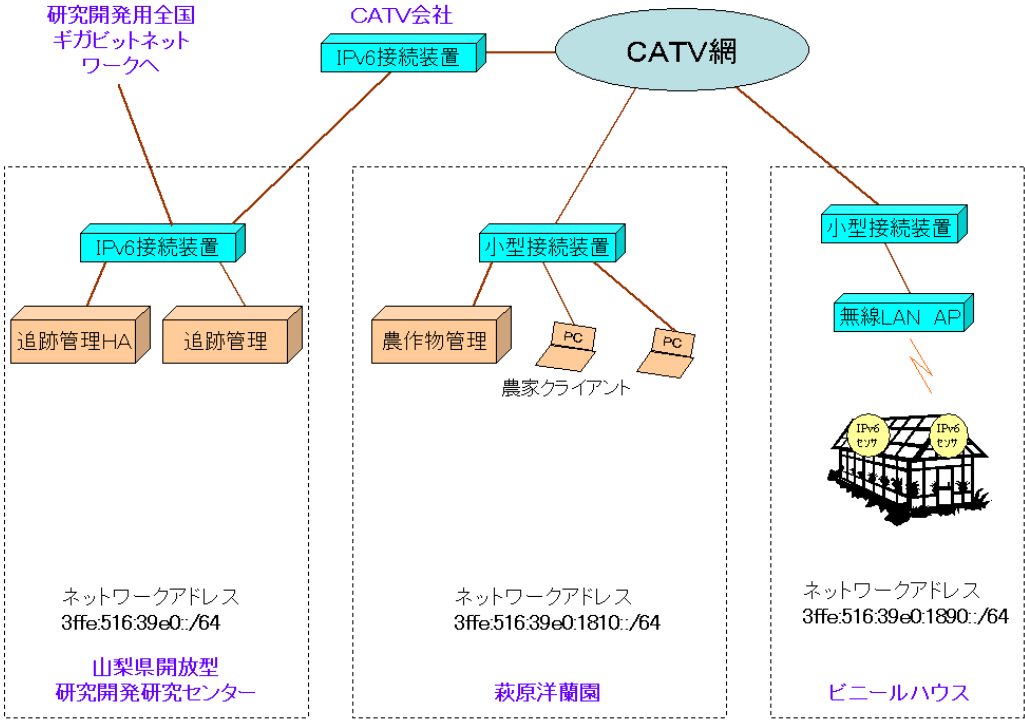 研究開発用全国
ギガビットネット
ワークへ
CATV会社
IPv6接続装置
CATV網
IPv6接続装置
追跡管理HA
追跡管理
小型接続装置
農作物管理
PC
PC
農家クライアント
小型接続装置
無線LAN AP
IPv6
センサ
IPv6
センサ
ネットワークアドレス
3ffe:516:39e0::/64
山梨県開放型
研究開発研究センター
ネットワークアドレス
3ffe:516:39e0:1810::/64
萩原洋蘭園
ネットワークアドレス
3ffe:516:39e0:1890::/64
ビニールハウス